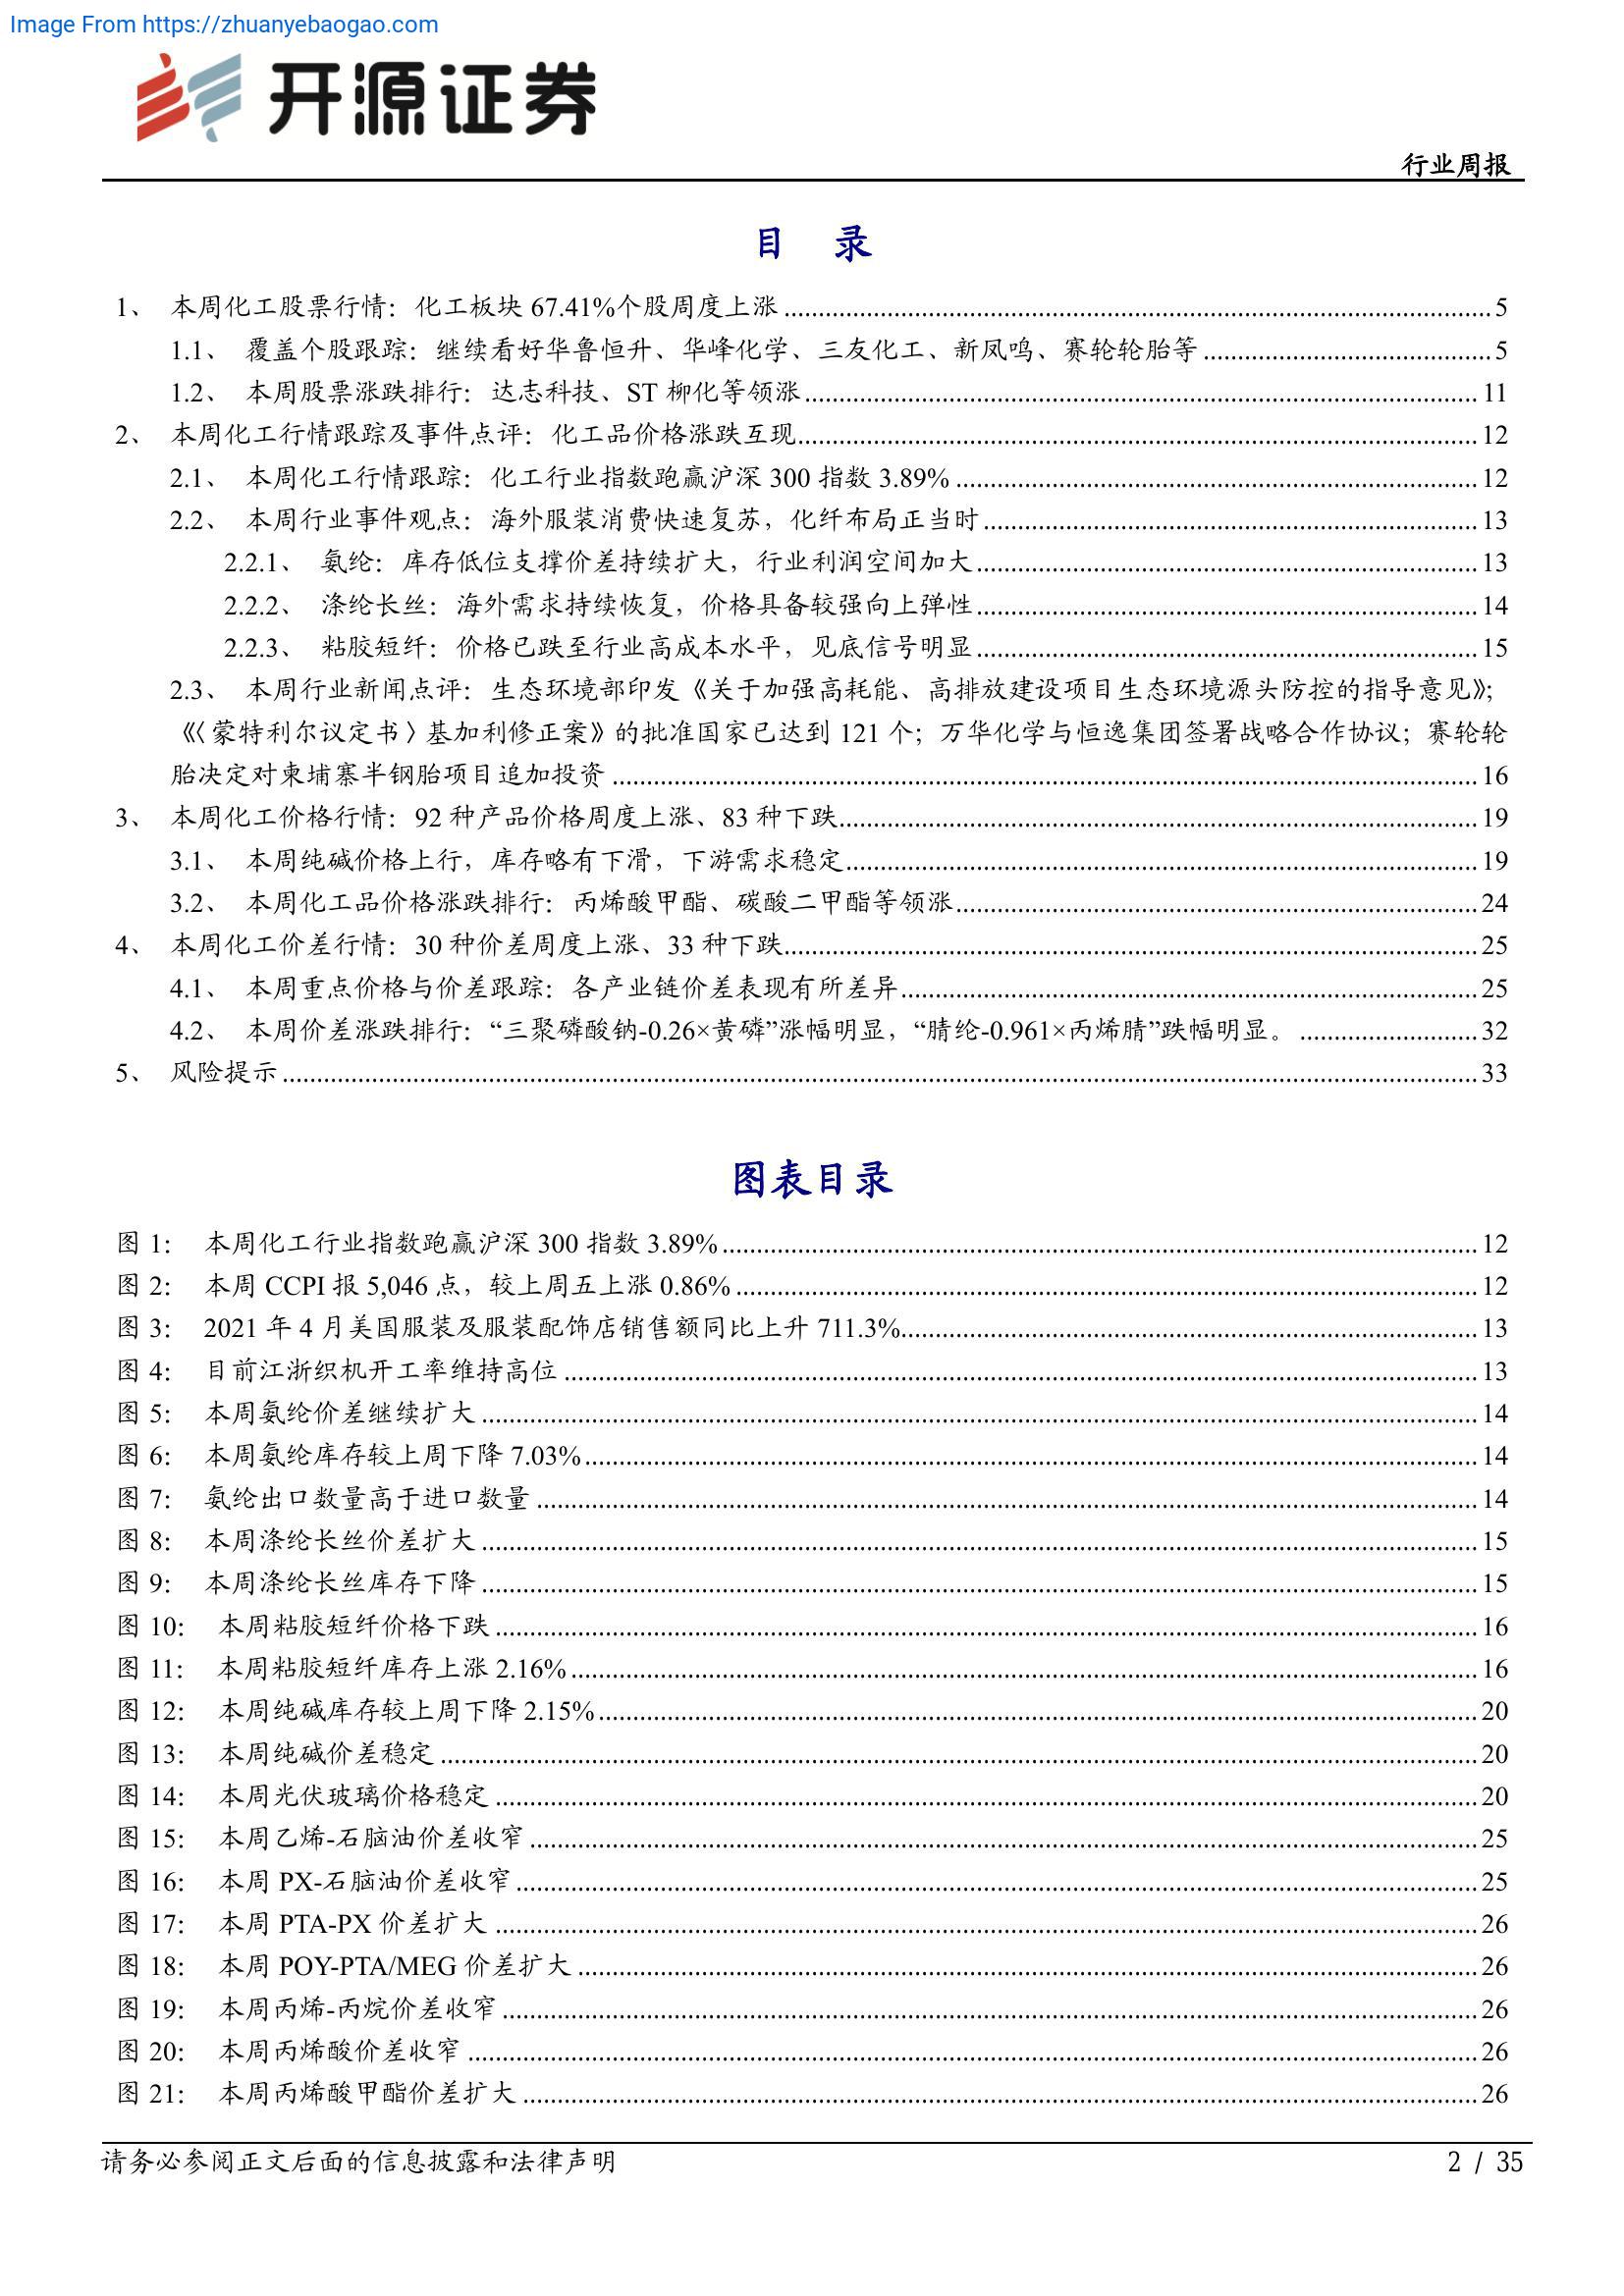 Image From https://zhuanyebaogao.com
开源证券
行业周报
目 录
1、 本周化工股票行情：化工板块 67.41%个股周度上涨 5
1.1、 覆盖个股跟踪：继续看好华鲁恒升、华峰化学、三友化工、新凤鸣、赛轮轮胎等 5
1.2、 本周股票涨跌排行：达志科技、ST 柳化等领涨 11
2、 本周化工行情跟踪及事件点评：化工品价格涨跌互现 12
2.1、 本周化工行情跟踪：化工行业指数跑赢沪深 300 指数 3.89% 12
2.2、 本周行业事件观点：海外服装消费快速复苏，化纤布局正当时 13
2.2.1、 氨纶：库存低位支撑价差持续扩大，行业利润空间加大 13
2.2.2、 涤纶长丝：海外需求持续恢复，价格具备较强向上弹性 14
2.2.3、 粘胶短纤：价格已跌至行业高成本水平，见底信号明显 15
2.3、 本周行业新闻点评：生态环境部印发《关于加强高耗能、高排放建设项目生态环境源头防控的指导意见》；
《〈蒙特利尔议定书〉基加利修正案》的批准国家已达到 121 个；万华化学与恒逸集团签署战略合作协议；赛轮轮
胎决定对柬埔寨半钢胎项目追加投资 16
3、 本周化工价格行情：92 种产品价格周度上涨、83 种下跌 19
3.1、 本周纯碱价格上行，库存略有下滑，下游需求稳定 19
3.2、 本周化工品价格涨跌排行：丙烯酸甲酯、碳酸二甲酯等领涨 24
4、 本周化工价差行情：30 种价差周度上涨、33 种下跌 25
4.1、 本周重点价格与价差跟踪：各产业链价差表现有所差异 25
4.2、 本周价差涨跌排行：“三聚磷酸钠-0.26×黄磷”涨幅明显，“腈纶-0.961×丙烯腈”跌幅明显。 32
5、 风险提示 33
图表目录
图 1： 本周化工行业指数跑赢沪深 300 指数 3.89% 12
图 2： 本周 CCPI 报 5,046 点，较上周五上涨 0.86% 12
图 3： 2021 年 4 月美国服装及服装配饰店销售额同比上升 711.3% 13
图 4： 目前江浙织机开工率维持高位 13
图 5： 本周氨纶价差继续扩大 14
图 6： 本周氨纶库存较上周下降 7.03% 14
图 7： 氨纶出口数量高于进口数量 14
图 8： 本周涤纶长丝价差扩大 15
图 9： 本周涤纶长丝库存下降 15
图 10： 本周粘胶短纤价格下跌 16
图 11： 本周粘胶短纤库存上涨 2.16% 16
图 12： 本周纯碱库存较上周下降 2.15% 20
图 13： 本周纯碱价差稳定 20
图 14： 本周光伏玻璃价格稳定 20
图 15： 本周乙烯-石脑油价差收窄 25
图 16： 本周 PX-石脑油价差收窄 25
图 17： 本周 PTA-PX 价差扩大 26
图 18： 本周 POY-PTA/MEG 价差扩大 26
图 19： 本周丙烯-丙烷价差收窄 26
图 20： 本周丙烯酸价差收窄 26
图 21： 本周丙烯酸甲酯价差扩大 26
请务必参阅正文后面的信息披露和法律声明 2 / 35